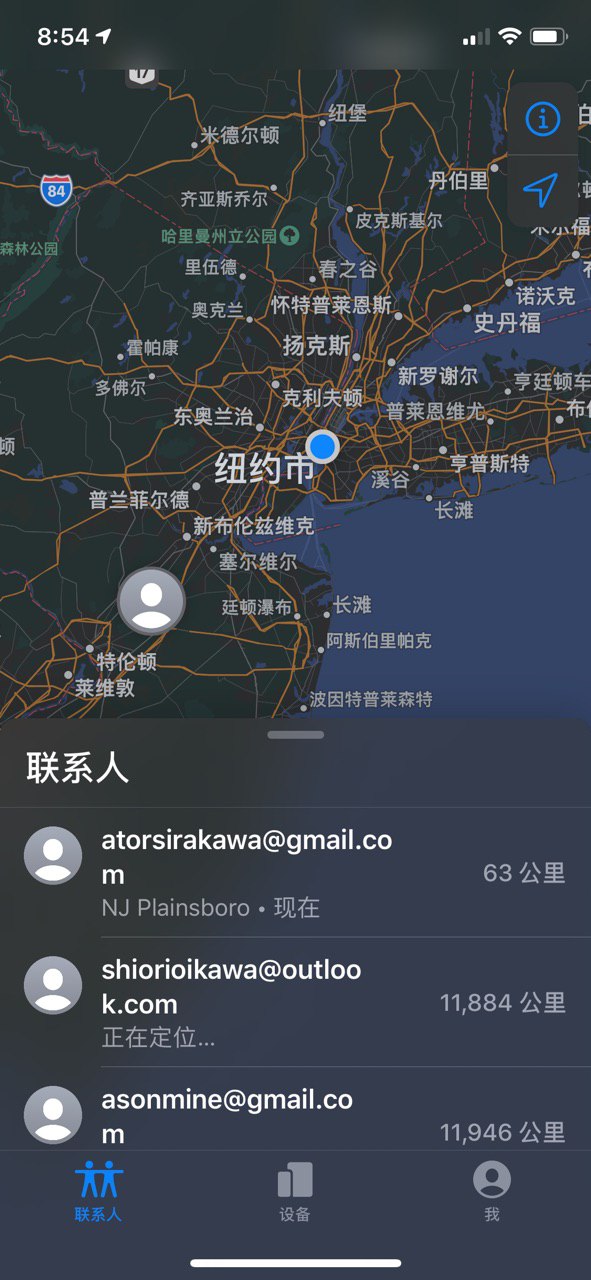 8:54
17
纽堡
米德尔顿
84
丹伯里
齐亚斯乔尔
皮克斯基尔
哈里曼州立公园
森林公园
里伍德
春之谷
诺沃克
奥克兰
怀特普莱恩斯
史丹福
扬克斯
霍帕康
新罗谢尔
多佛尔
克利夫顿
亨廷顿车
东奥兰治
普莱恩维尤
纽约市
亨普斯特
溪谷
普兰菲尔德
长滩
新布伦兹维克
塞尔维尔
廷顿瀑布
长滩
阿斯伯里帕克
特伦顿
莱维敦
波因特普莱森特
联系人
atorsirakawa@gmail.co
m
63 公里
NJ Plainsboro • 现在
shiorioikawa@outloo
k.com
11,884 公里
正在定位...
asonmine@gmail.co
m
11,946 公里
联系人
设备
我